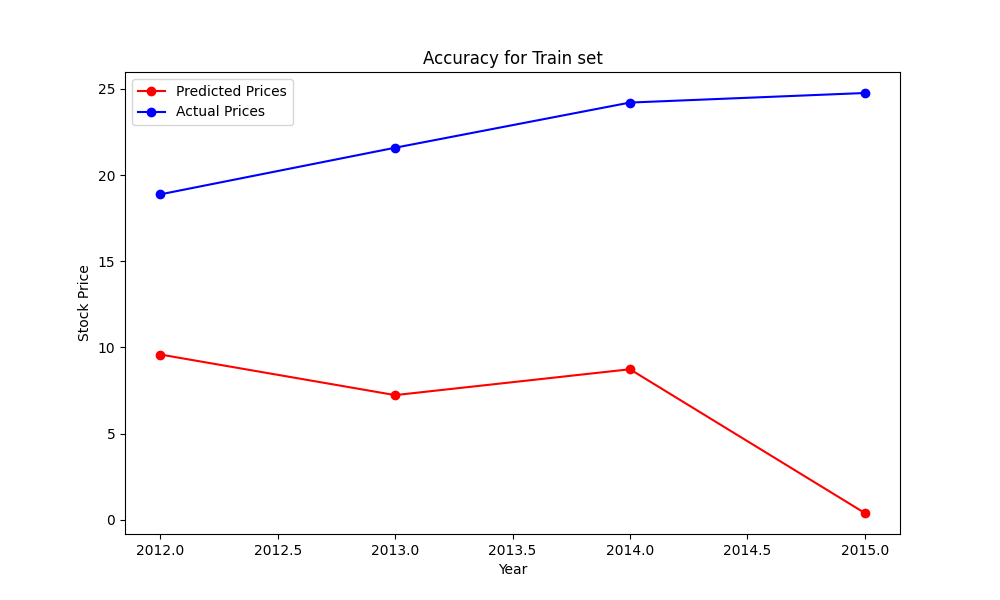 Accuracy for Train set
Predicted Prices
Actual Prices
25
20
15
10
5
0
Stock Price
2012.0 2012.5 2013.0 2013.5 2014.0 2014.5 2015.0
Year